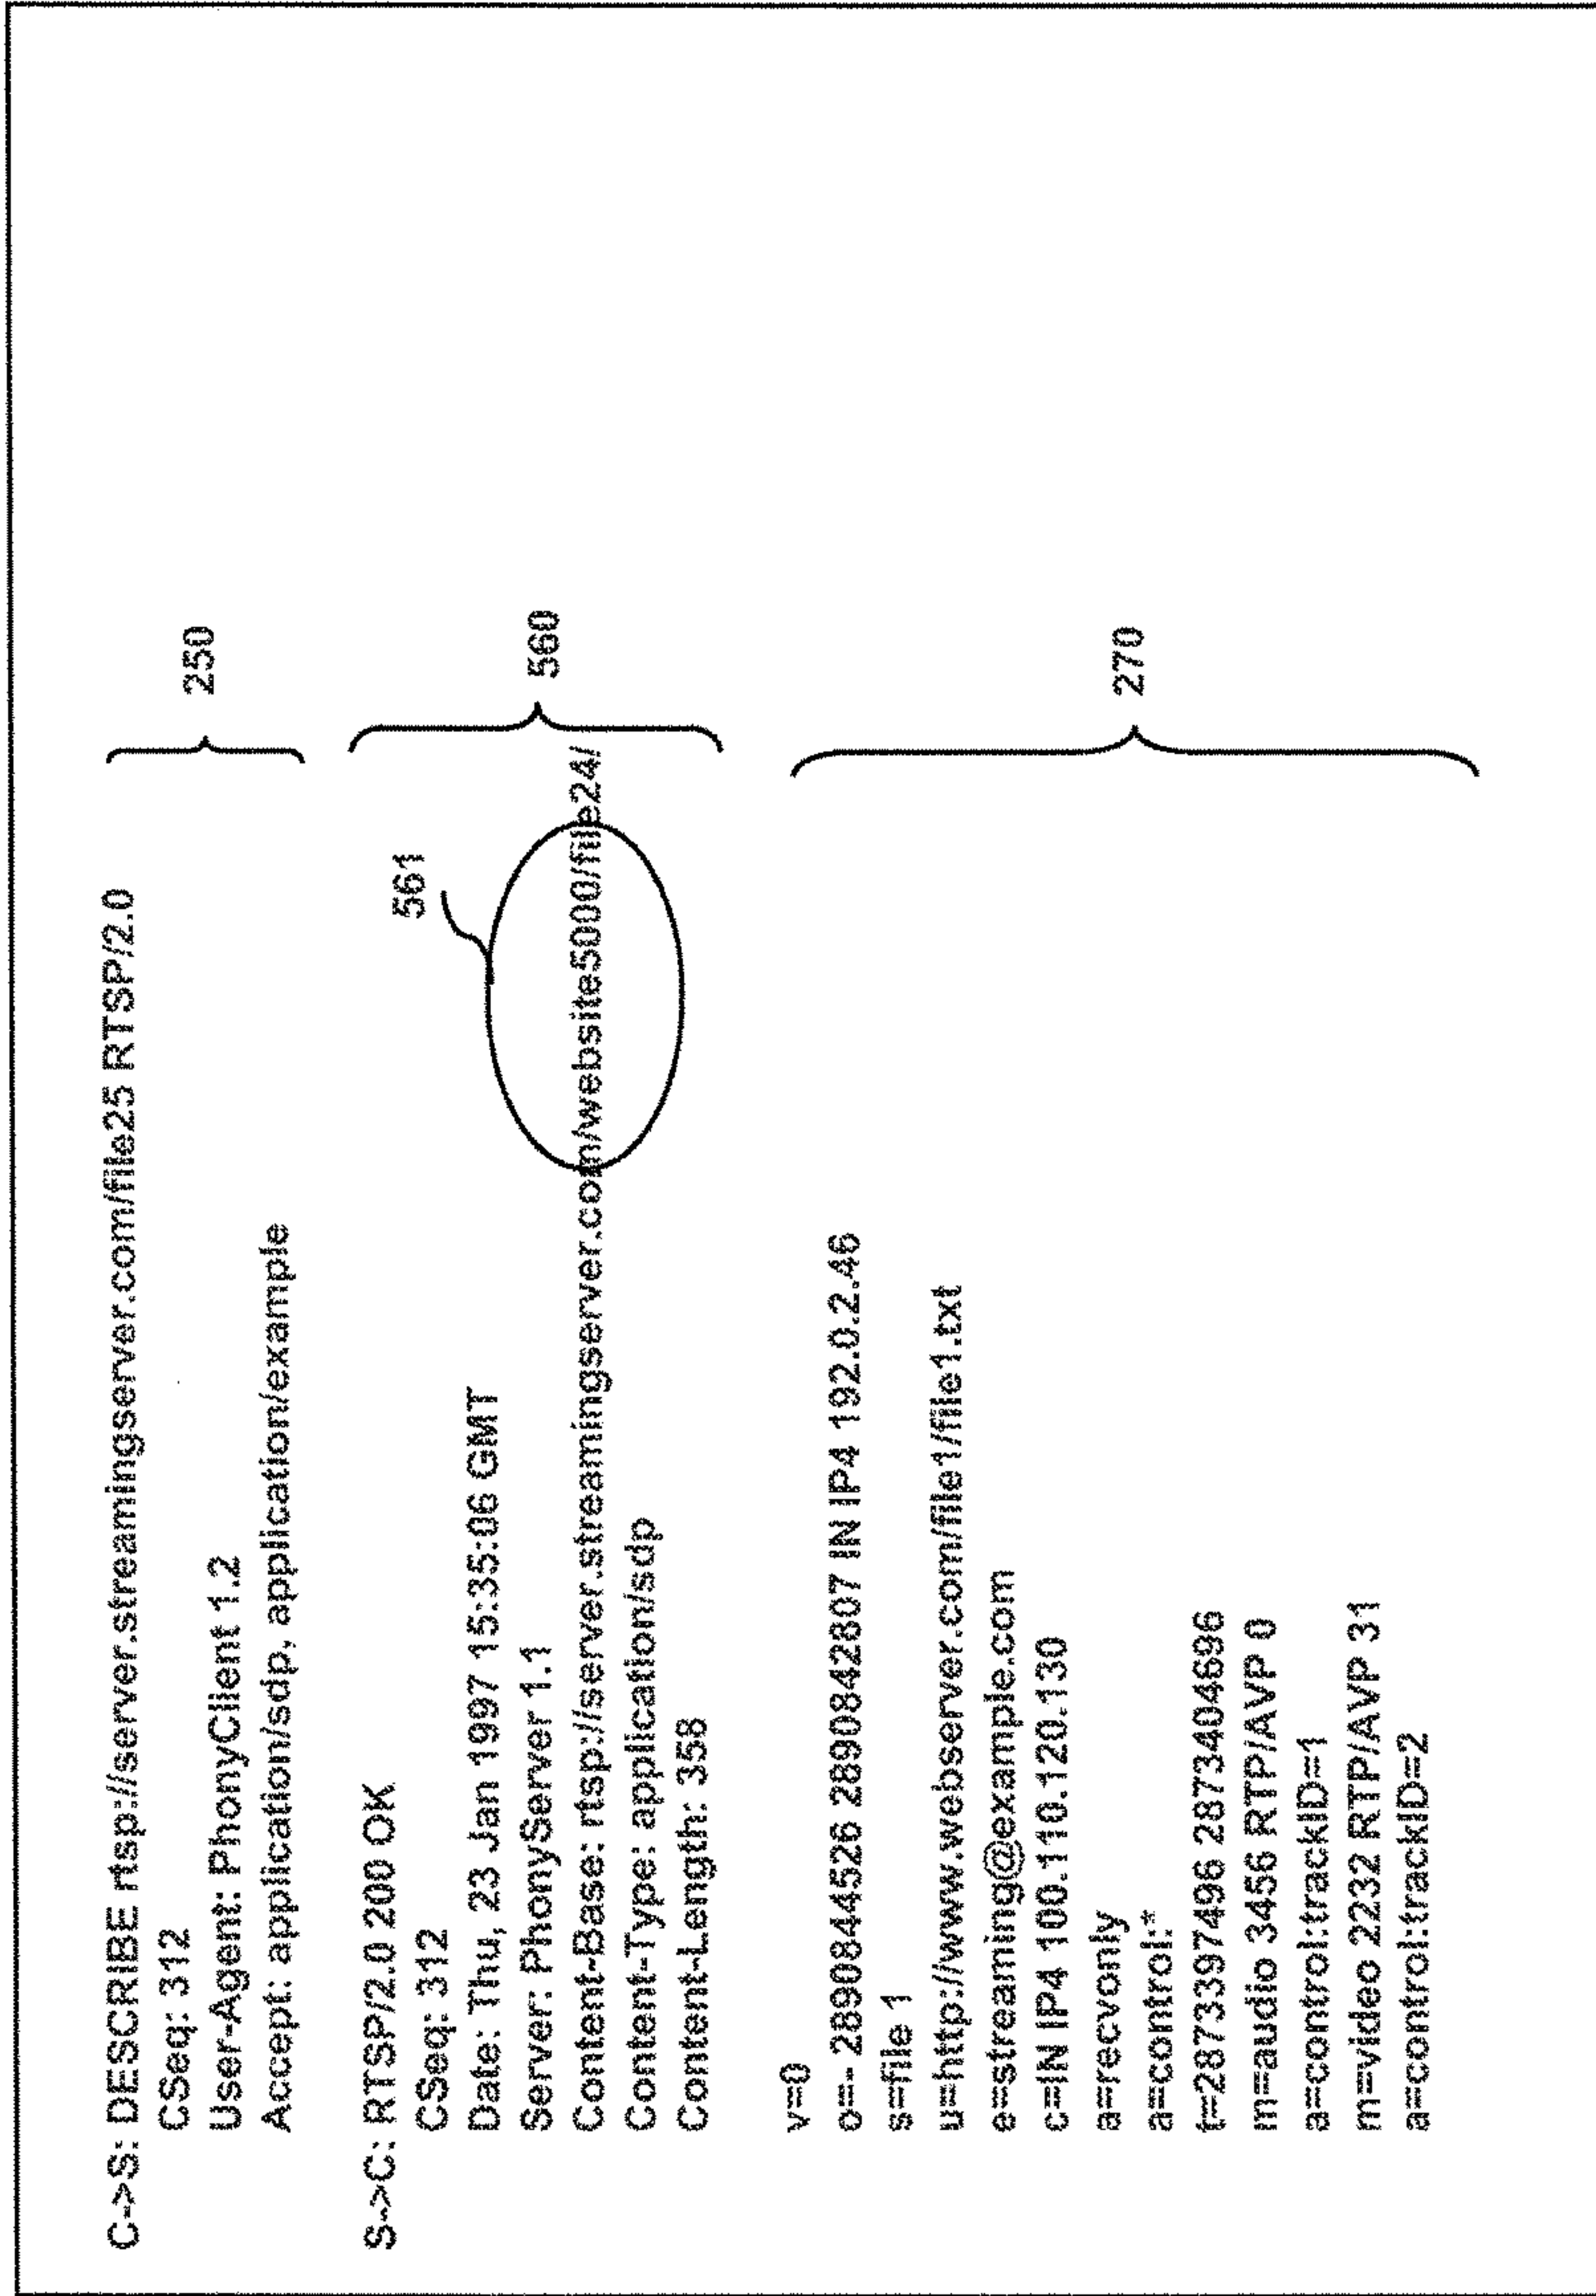 C->S: DESCRIBE rtsp://server.streamingserver.com/file25 RTSP/2.0
CSeq: 312
User-Agent: PhonyClient 1.2
Accept: application/sdp, application/example
250
S->C: RTSP/2.0 200 OK
CSeq: 312
Date: Thu, 23 Jan 1997 15:35:06 GMT
Server: PhonyServer 1.1
Content-Base: rtsp://server.streamingserver.com/website5000/file24/
Content-Type: application/sdp
Content-Length: 358
561
560
v=0
o=- 2890844526 2890842807 IN IP4 192.0.2.46
s=file 1
u=http://www.webserver.com/file1/file1.txt
e=streaming@example.com
c=IN IP4 100.110.120.130
a=recvonly
a=control:*
t=2873397496 2873404696
m=audio 3456 RTP/AVP 0
a=control:trackID=1
m=video 2232 RTP/AVP 31
a=control:trackID=2
270